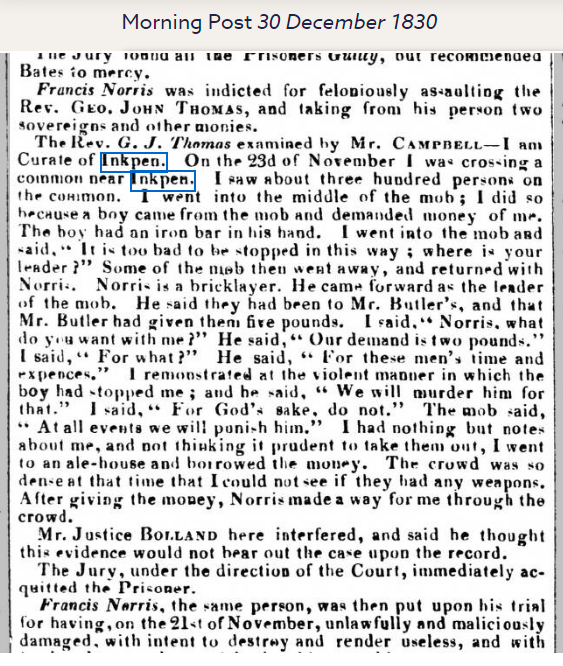 Morning Post 30 December 1830
The Jury found all the Prisoners Guilty, but recommended
Bates to mercy.
Francis Norris was indicted for feloniously assaulting the
Rev. GEO. JOHN THOMAS, and taking from his person two
sovereigns and other monies.
The Rev. G. J. Thomas examined by Mr. CAMPBELL—I am
Curate of Inkpen. On the 23d of November I was crossing a
common near Inkpen. I saw about three hundred persons on
the common. I went into the middle of the mob; I did so
because a boy came from the mob and demanded money of me.
The boy had an iron bar in his hand. I went into the mob and
said, "It is too bad to be stopped in this way; where is your
leader?" Some of the mob then went away, and returned with
Norris. Norris is a bricklayer. He came forward as the leader
of the mob. He said they had been to Mr. Butler's, and that
Mr. Butler had given them five pounds. I said, "Norris, what
do you want with me?" He said, "Our demand is two pounds."
I said, "For what?" He said, "For these men's time and
expences." I remonstrated at the violent manner in which the
boy had stopped me; and he said, "We will murder him for
that." I said, "For God's sake, do not." The mob said,
"At all events we will punish him." I had nothing but notes
about me, and not thinking it prudent to take them out, I went
to an ale-house and borrowed the money. The crowd was so
dense at that time that I could not see if they had any weapons.
After giving the money, Norris made a way for me through the
crowd.
Mr. Justice BOLLAND here interfered, and said he thought
this evidence would not bear out the case upon the record.
The Jury, under the direction of the Court, immediately ac-
quitted the Prisoner.
Francis Norris, the same person, was then put upon his trial
for having, on the 21st of November, unlawfully and maliciously
damaged, with intent to destroy and render useless, and with